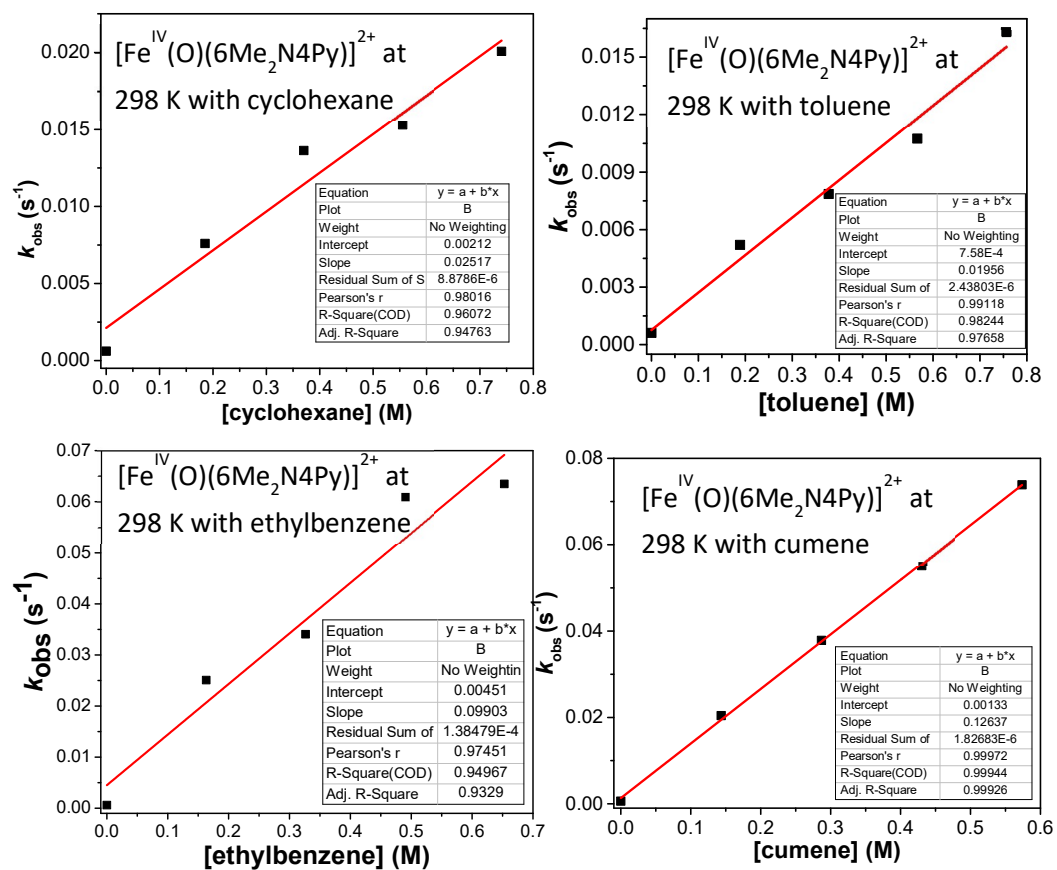 [Fe^IV(O)(6Me₂N4Py)]²⁺ at
298 K with cyclohexane
k_obs (s⁻¹)
0.020
0.015
0.010
0.005
0.000
Equation y = a + b*x
Plot B
Weight No Weighting
Intercept 0.00212
Slope 0.02517
Residual Sum of S 8.8786E-6
Pearson's r 0.98016
R-Square(COD) 0.96072
Adj. R-Square 0.94763
0.0 0.1 0.2 0.3 0.4 0.5 0.6 0.7 0.8
[cyclohexane] (M)
[Fe^IV(O)(6Me₂N4Py)]²⁺ at
298 K with toluene
k_obs (s⁻¹)
0.015
0.012
0.009
0.006
0.003
0.000
Equation y = a + b*x
Plot B
Weight No Weighting
Intercept 7.58E-4
Slope 0.01956
Residual Sum of 2.43803E-6
Pearson's r 0.99118
R-Square(COD) 0.98244
Adj. R-Square 0.97658
0.0 0.1 0.2 0.3 0.4 0.5 0.6 0.7 0.8
[toluene] (M)
[Fe^IV(O)(6Me₂N4Py)]²⁺ at
298 K with ethylbenzene
k_obs (s⁻¹)
0.07
0.06
0.05
0.04
0.03
0.02
0.01
0.00
Equation y = a + b*x
Plot B
Weight No Weightin
Intercept 0.00451
Slope 0.09903
Residual Sum of 1.38479E-4
Pearson's r 0.97451
R-Square(COD) 0.94967
Adj. R-Square 0.9329
0.0 0.1 0.2 0.3 0.4 0.5 0.6 0.7
[ethylbenzene] (M)
[Fe^IV(O)(6Me₂N4Py)]²⁺ at
298 K with cumene
k_obs (s⁻¹)
0.08
0.06
0.04
0.02
0.00
Equation y = a + b*x
Plot B
Weight No Weighting
Intercept 0.00133
Slope 0.12637
Residual Sum of 1.82683E-6
Pearson's r 0.99972
R-Square(COD) 0.99944
Adj. R-Square 0.99926
0.0 0.1 0.2 0.3 0.4 0.5 0.6
[cumene] (M)